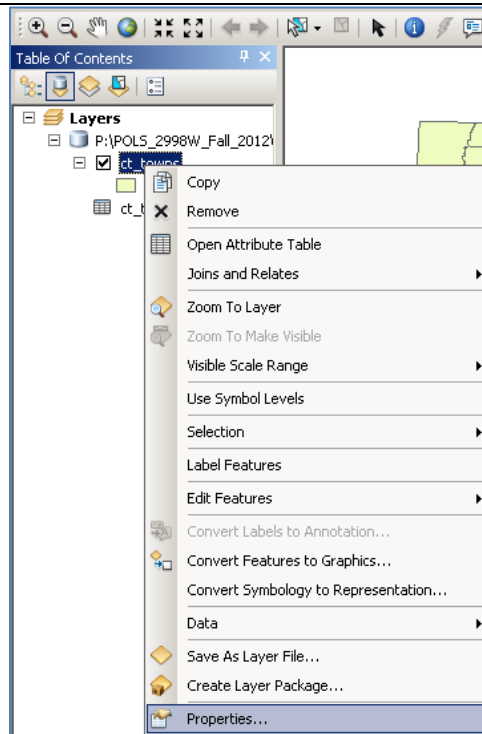 Table Of Contents
Layers
P:\POLS_2998W_Fall_2012\
ct_towns
ct_t
Copy
Remove
Open Attribute Table
Joins and Relates
Zoom To Layer
Zoom To Make Visible
Visible Scale Range
Use Symbol Levels
Selection
Label Features
Edit Features
Convert Labels to Annotation...
Convert Features to Graphics...
Convert Symbology to Representation...
Data
Save As Layer File...
Create Layer Package...
Properties...